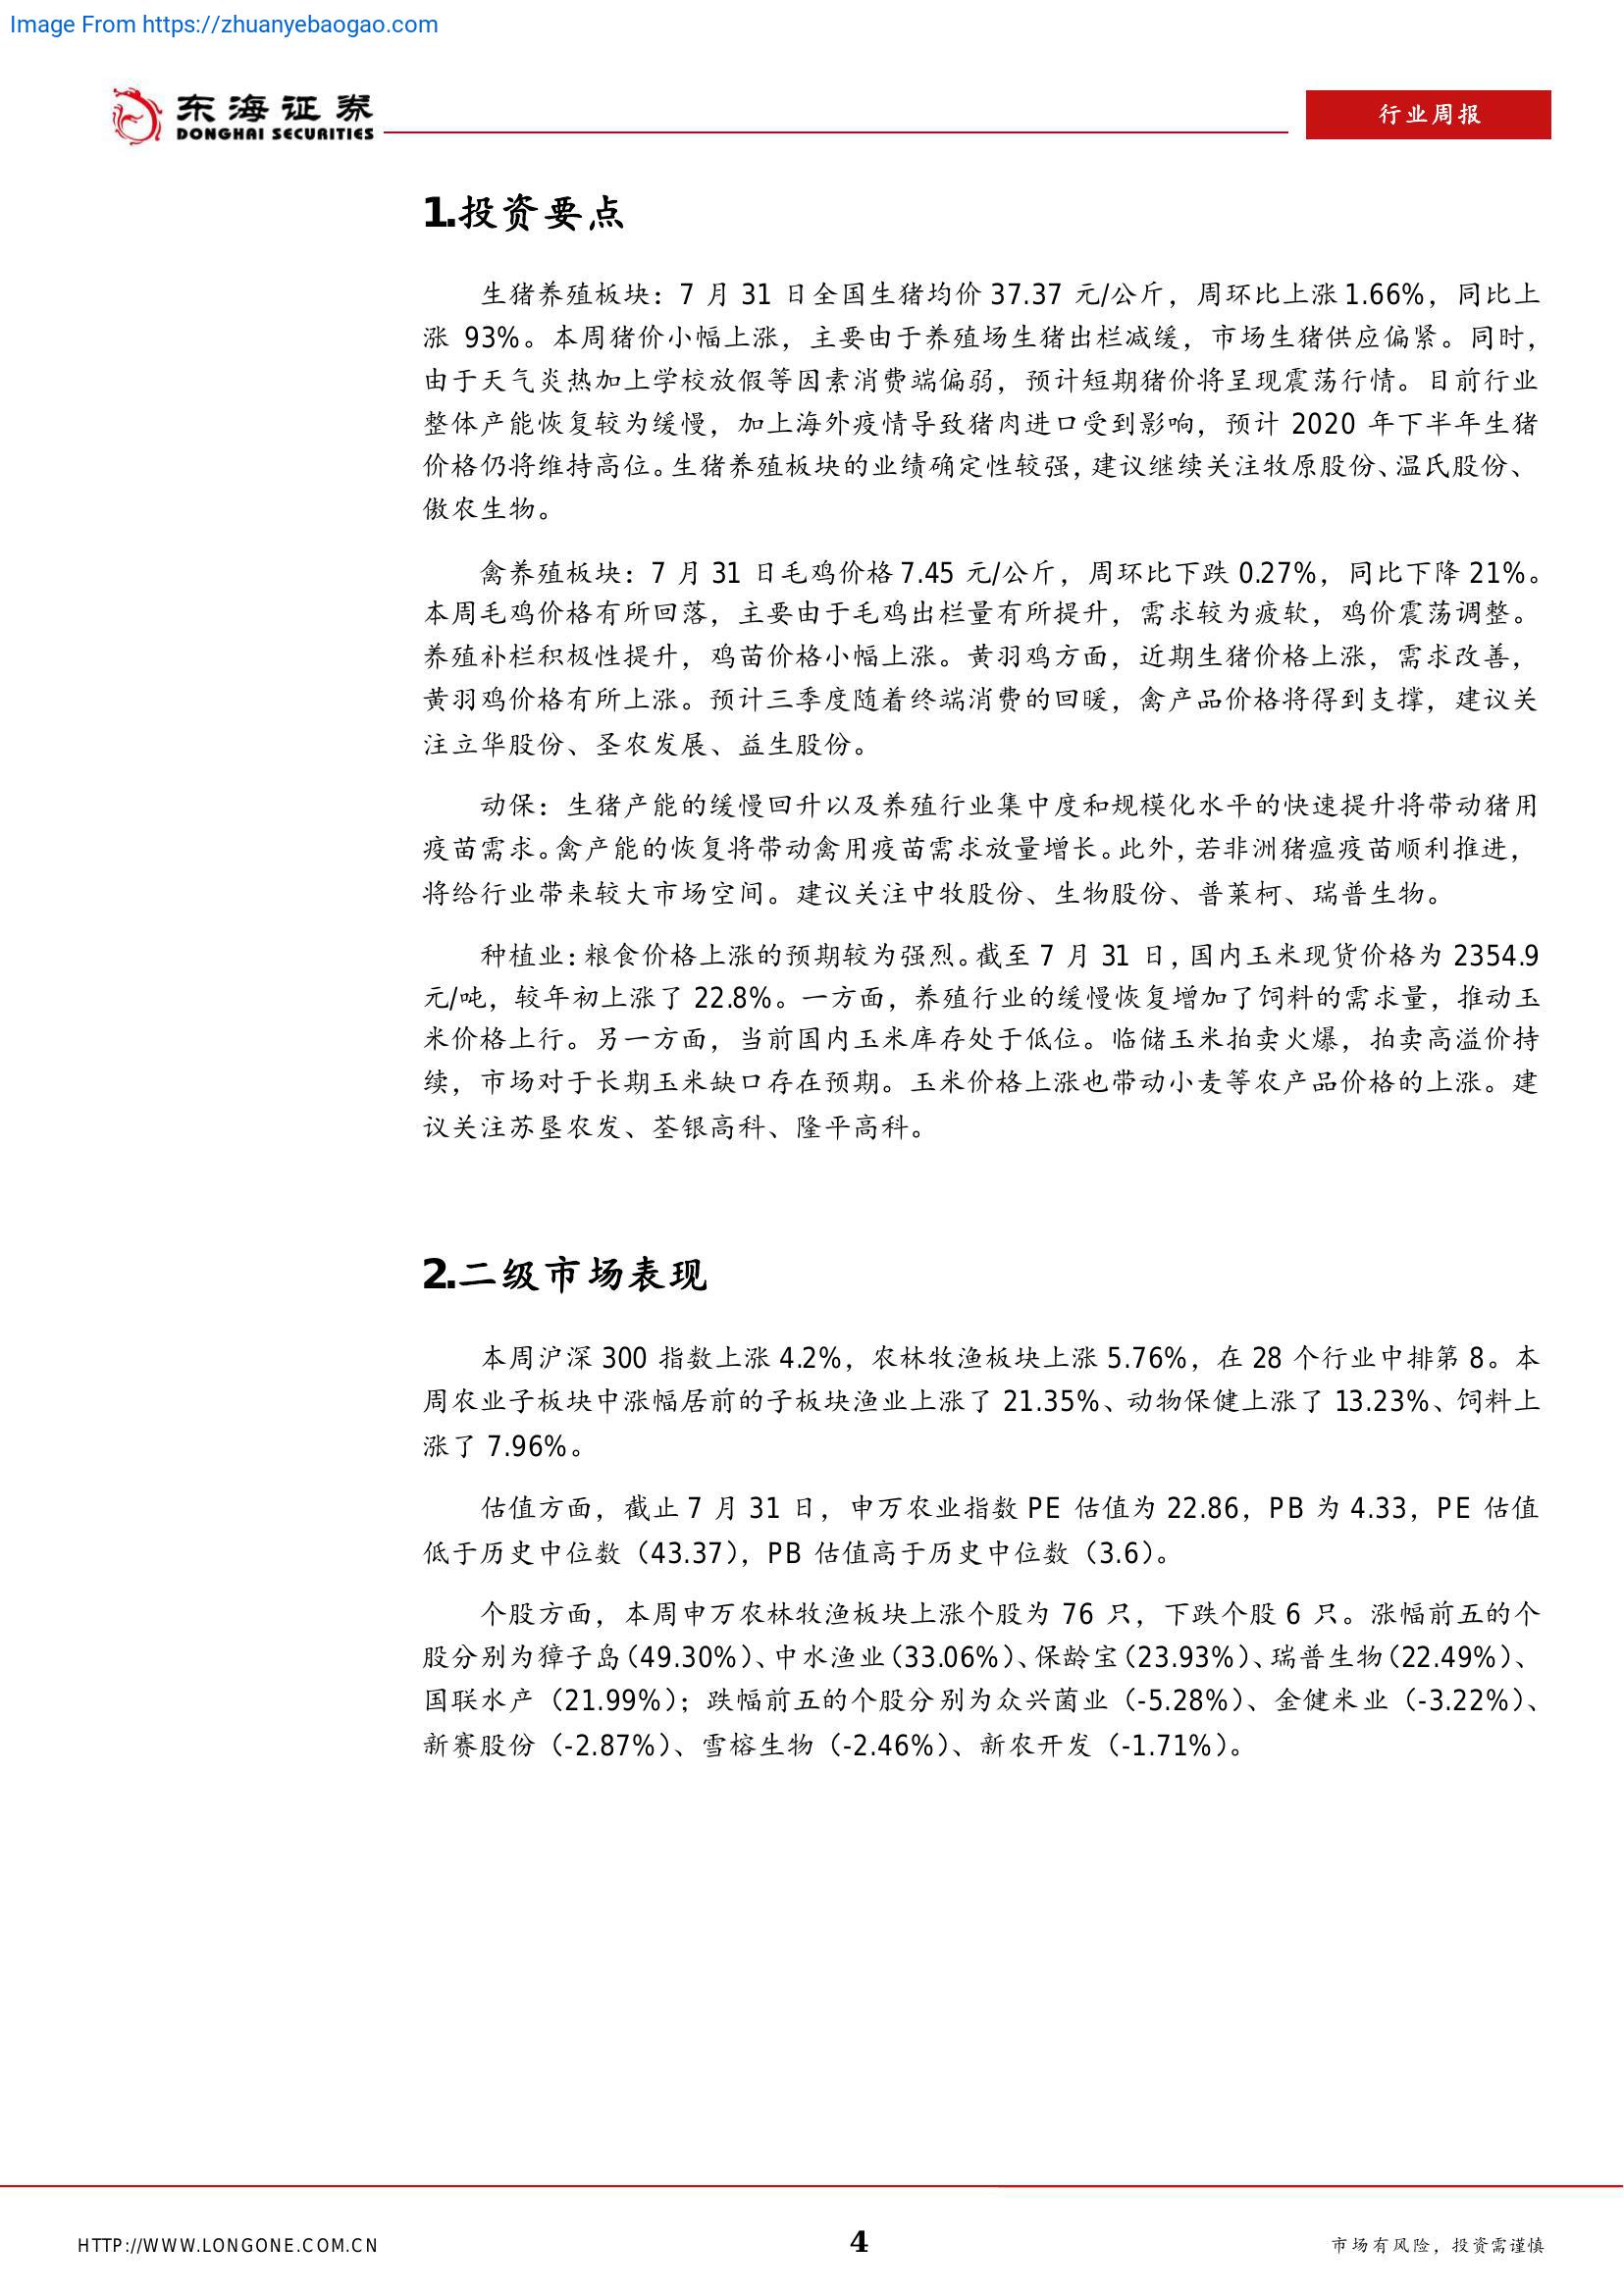 Image From https://zhuanyebaogao.com
东海证券
DONGHAI SECURITIES
行业周报
1.投资要点
生猪养殖板块：7 月 31 日全国生猪均价 37.37 元/公斤，周环比上涨 1.66%，同比上
涨 93%。本周猪价小幅上涨，主要由于养殖场生猪出栏减缓，市场生猪供应偏紧。同时，
由于天气炎热加上学校放假等因素消费端偏弱，预计短期猪价将呈现震荡行情。目前行业
整体产能恢复较为缓慢，加上海外疫情导致猪肉进口受到影响，预计 2020 年下半年生猪
价格仍将维持高位。生猪养殖板块的业绩确定性较强，建议继续关注牧原股份、温氏股份、
傲农生物。
禽养殖板块：7 月 31 日毛鸡价格 7.45 元/公斤，周环比下跌 0.27%，同比下降 21%。
本周毛鸡价格有所回落，主要由于毛鸡出栏量有所提升，需求较为疲软，鸡价震荡调整。
养殖补栏积极性提升，鸡苗价格小幅上涨。黄羽鸡方面，近期生猪价格上涨，需求改善，
黄羽鸡价格有所上涨。预计三季度随着终端消费的回暖，禽产品价格将得到支撑，建议关
注立华股份、圣农发展、益生股份。
动保：生猪产能的缓慢回升以及养殖行业集中度和规模化水平的快速提升将带动猪用
疫苗需求。禽产能的恢复将带动禽用疫苗需求放量增长。此外，若非洲猪瘟疫苗顺利推进，
将给行业带来较大市场空间。建议关注中牧股份、生物股份、普莱柯、瑞普生物。
种植业：粮食价格上涨的预期较为强烈。截至 7 月 31 日，国内玉米现货价格为 2354.9
元/吨，较年初上涨了 22.8%。一方面，养殖行业的缓慢恢复增加了饲料的需求量，推动玉
米价格上行。另一方面，当前国内玉米库存处于低位。临储玉米拍卖火爆，拍卖高溢价持
续，市场对于长期玉米缺口存在预期。玉米价格上涨也带动小麦等农产品价格的上涨。建
议关注苏垦农发、荃银高科、隆平高科。
2.二级市场表现
本周沪深 300 指数上涨 4.2%，农林牧渔板块上涨 5.76%，在 28 个行业中排第 8。本
周农业子板块中涨幅居前的子板块渔业上涨了 21.35%、动物保健上涨了 13.23%、饲料上
涨了 7.96%。
估值方面，截止 7 月 31 日，申万农业指数 PE 估值为 22.86，PB 为 4.33，PE 估值
低于历史中位数（43.37），PB 估值高于历史中位数（3.6）。
个股方面，本周申万农林牧渔板块上涨个股为 76 只，下跌个股 6 只。涨幅前五的个
股分别为獐子岛（49.30%）、中水渔业（33.06%）、保龄宝（23.93%）、瑞普生物（22.49%）、
国联水产（21.99%）；跌幅前五的个股分别为众兴菌业（-5.28%）、金健米业（-3.22%）、
新赛股份（-2.87%）、雪榕生物（-2.46%）、新农开发（-1.71%）。
HTTP://WWW.LONGONE.COM.CN
4
市场有风险，投资需谨慎